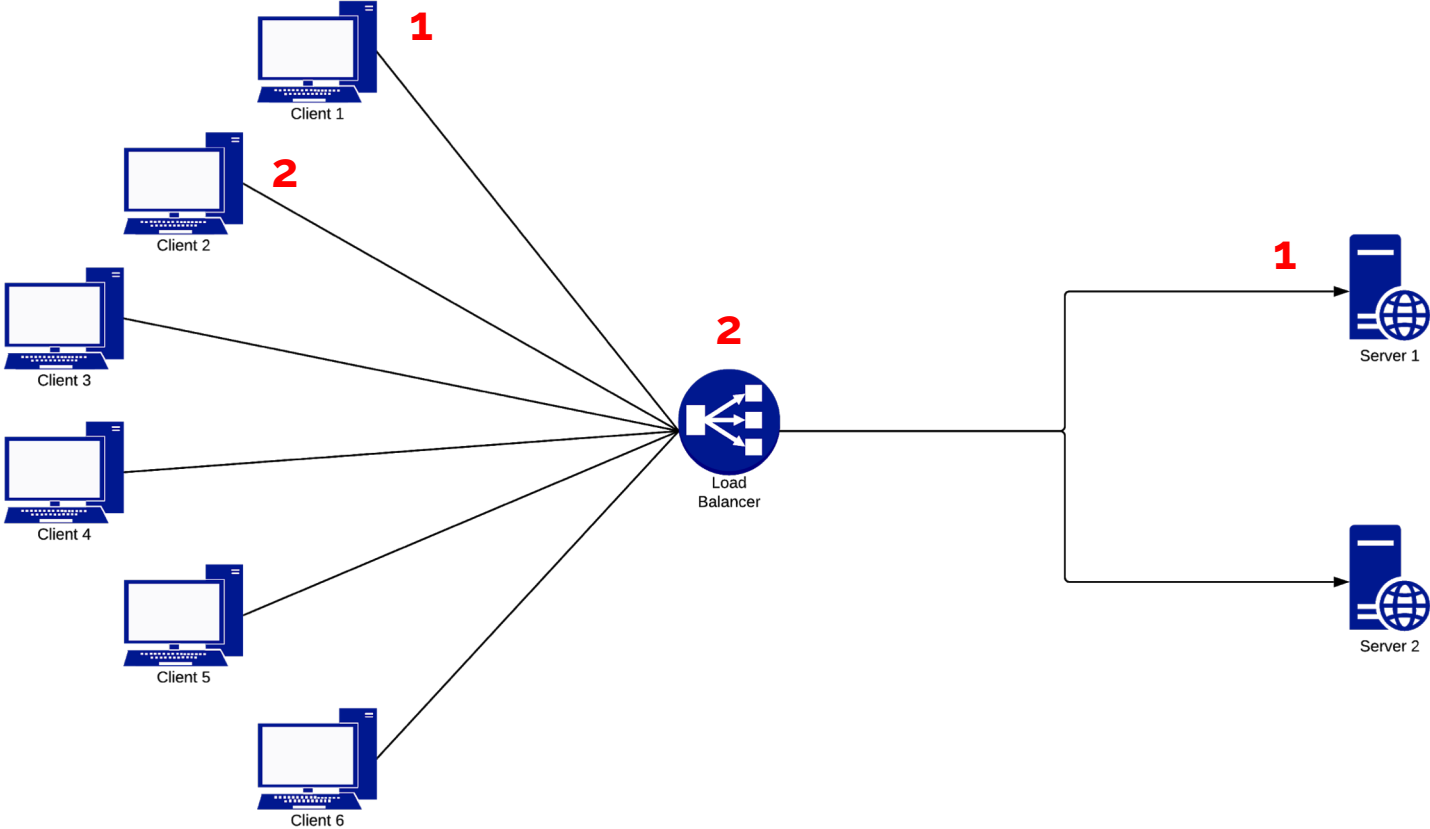 1
Client 1
2
Client 2
Client 3
Client 4
Client 5
Client 6
2
Load
Balancer
1
Server 1
Server 2